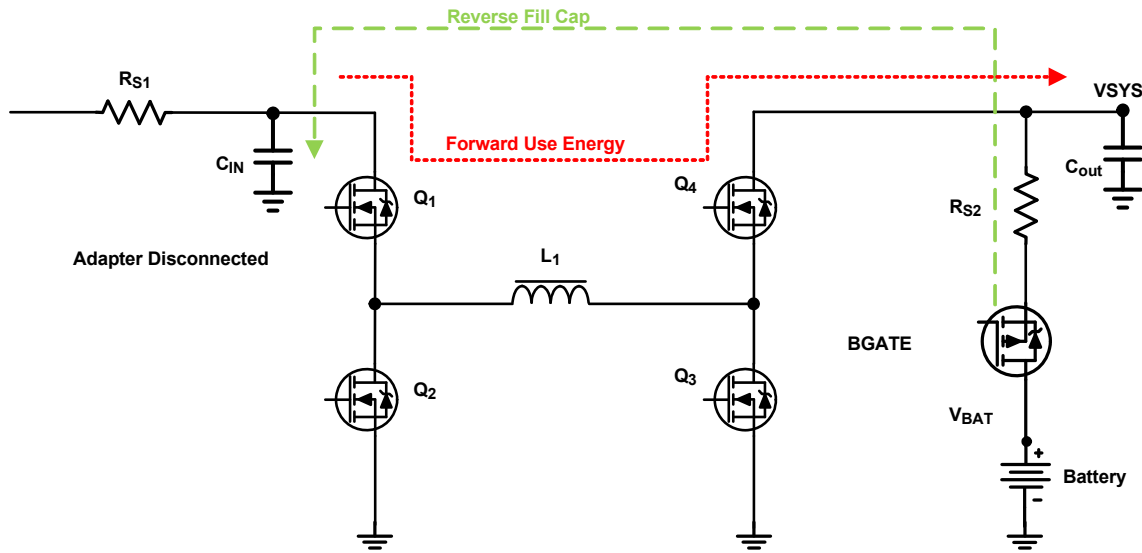 Reverse Fill Cap
RS1
VSYS
Forward Use Energy
CIN
Cout
Q1
Q4
RS2
Adapter Disconnected
L1
BGATE
Q2
Q3
VBAT
+
Battery
-